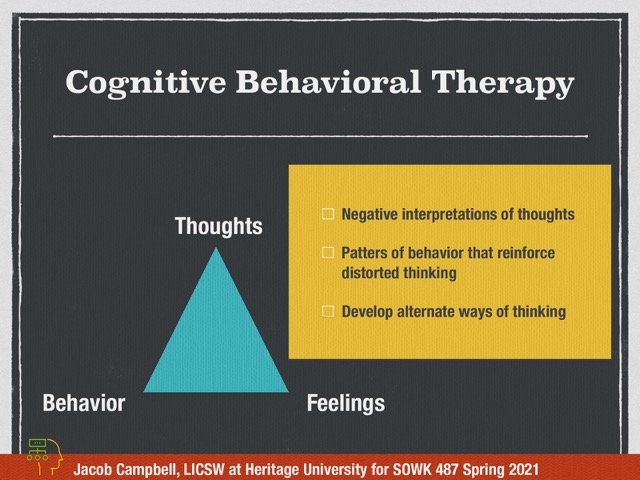 Cognitive Behavioral Therapy
Thoughts
Behavior
Feelings
Negative interpretations of thoughts
Patters of behavior that reinforce
distorted thinking
Develop alternate ways of thinking
Jacob Campbell, LICSW at Heritage University for SOWK 487 Spring 2021